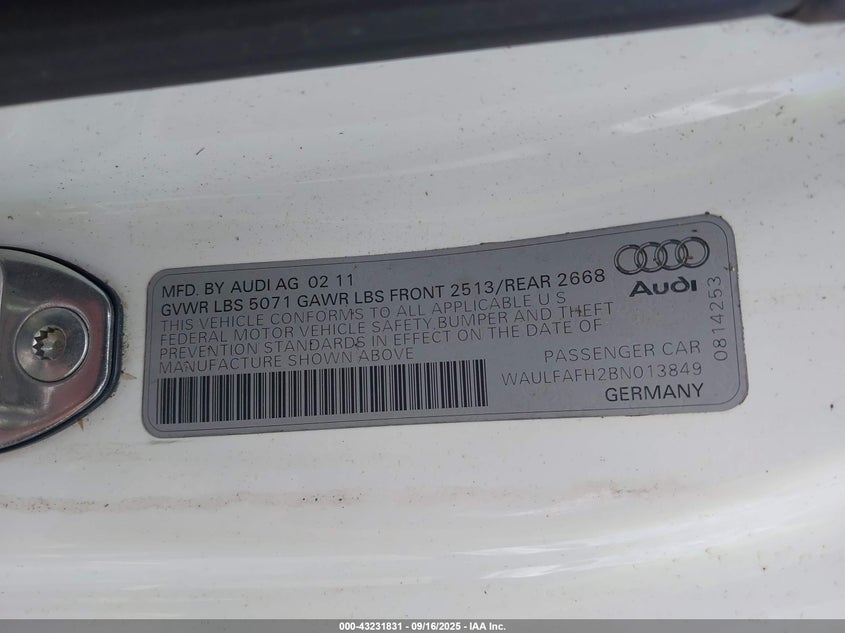 MFD. BY AUDI AG 02 11
GVWR LBS 5071 GAWR LBS FRONT 2513/REAR 2668
THIS VEHICLE CONFORMS TO ALL APPLICABLE U S
FEDERAL MOTOR VEHICLE SAFETY, BUMPER AND THEFT
PREVENTION STANDARDS IN EFFECT ON THE DATE OF
MANUFACTURE SHOWN ABOVE
Audi
PASSENGER CAR
WAULFAFH2BN013849
GERMANY
0814253
000-43231831 - 09/16/2025 - IAA Inc.